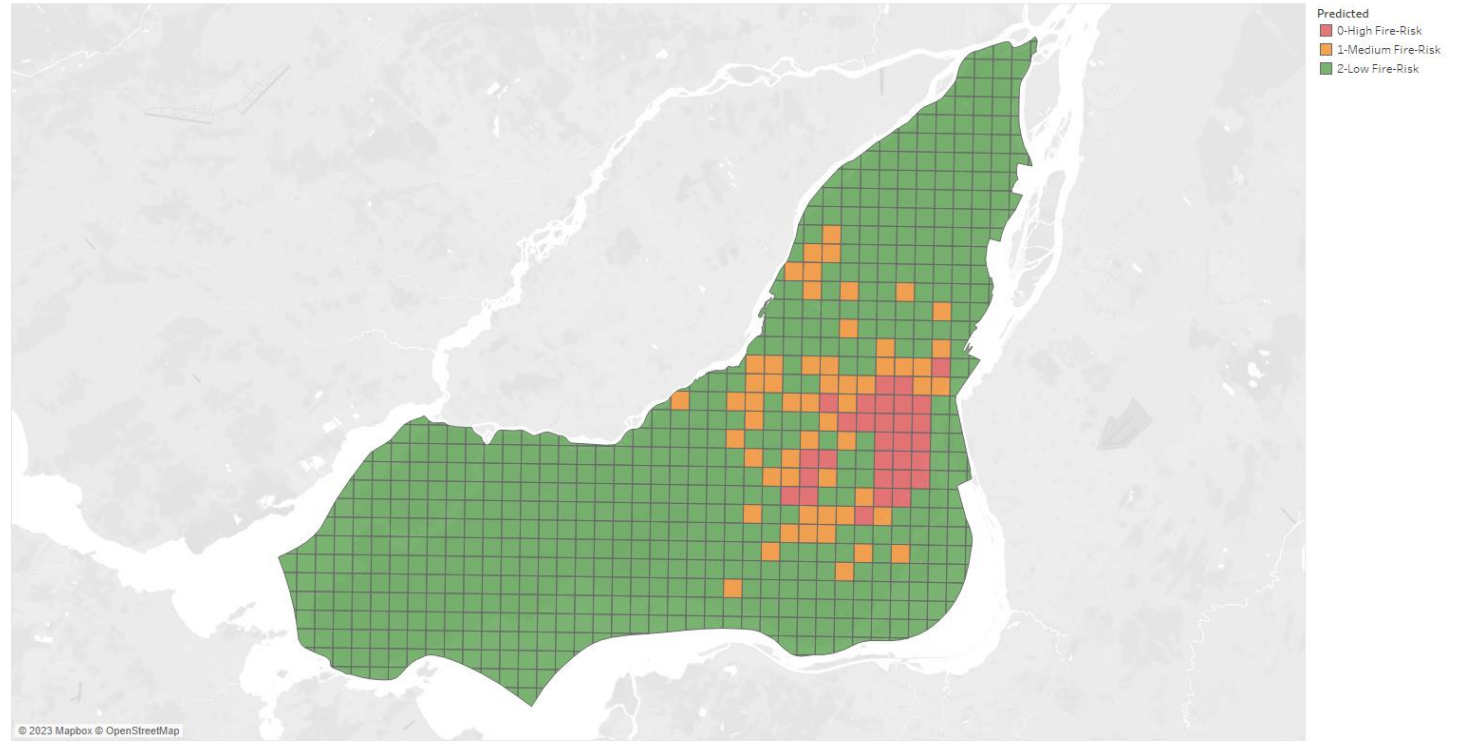 Predicted
0-High Fire-Risk
1-Medium Fire-Risk
2-Low Fire-Risk
© 2023 Mapbox © OpenStreetMap